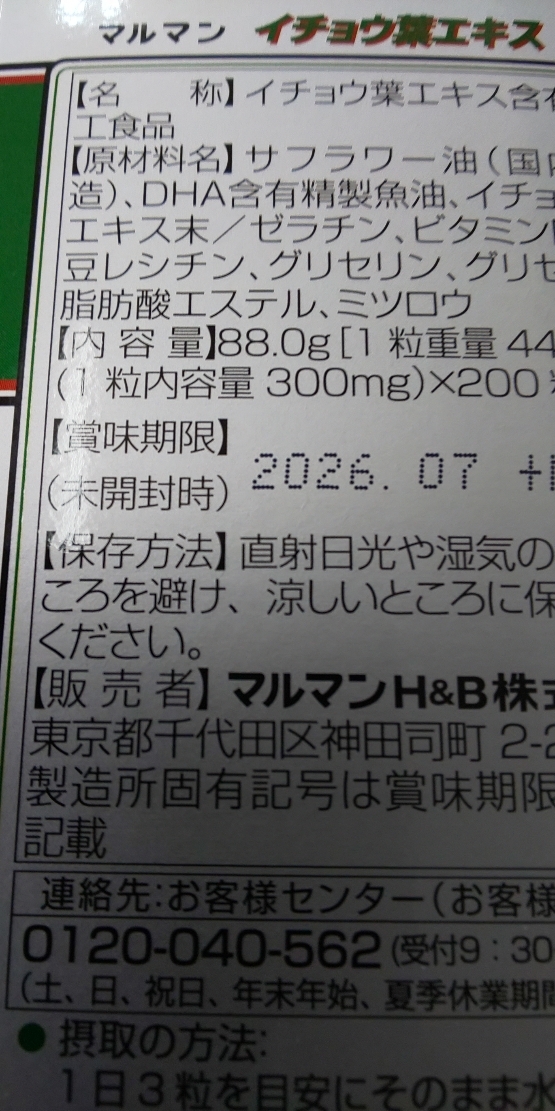 マルマン イチョウ葉エキス
【名 称】イチョウ葉エキス含
工食品
【原材料名】サフラワー油(国
造)、DHA含有精製魚油、イチョ
エキス末/ゼラチン、ビタミン
豆レシチン、グリセリン、グリセ
脂肪酸エステル、ミツロウ
【内容量】88.0g[1粒重量 44
(1粒内容量 300mg)×200
【賞味期限】
(未開封時) 2026. 07
【保存方法】直射日光や湿気の
ころを避け、涼しいところに保
ください。
【販売者】マルマンH&B株
東京都千代田区神田司町 2-2
製造所固有記号は賞味期限
記載
連絡先:お客様センター(お客様
0120-040-562(受付9:30
(土、日、祝日、年末年始、夏季休業期間
●摂取の方法:
1日3粒を目安にそのまま水